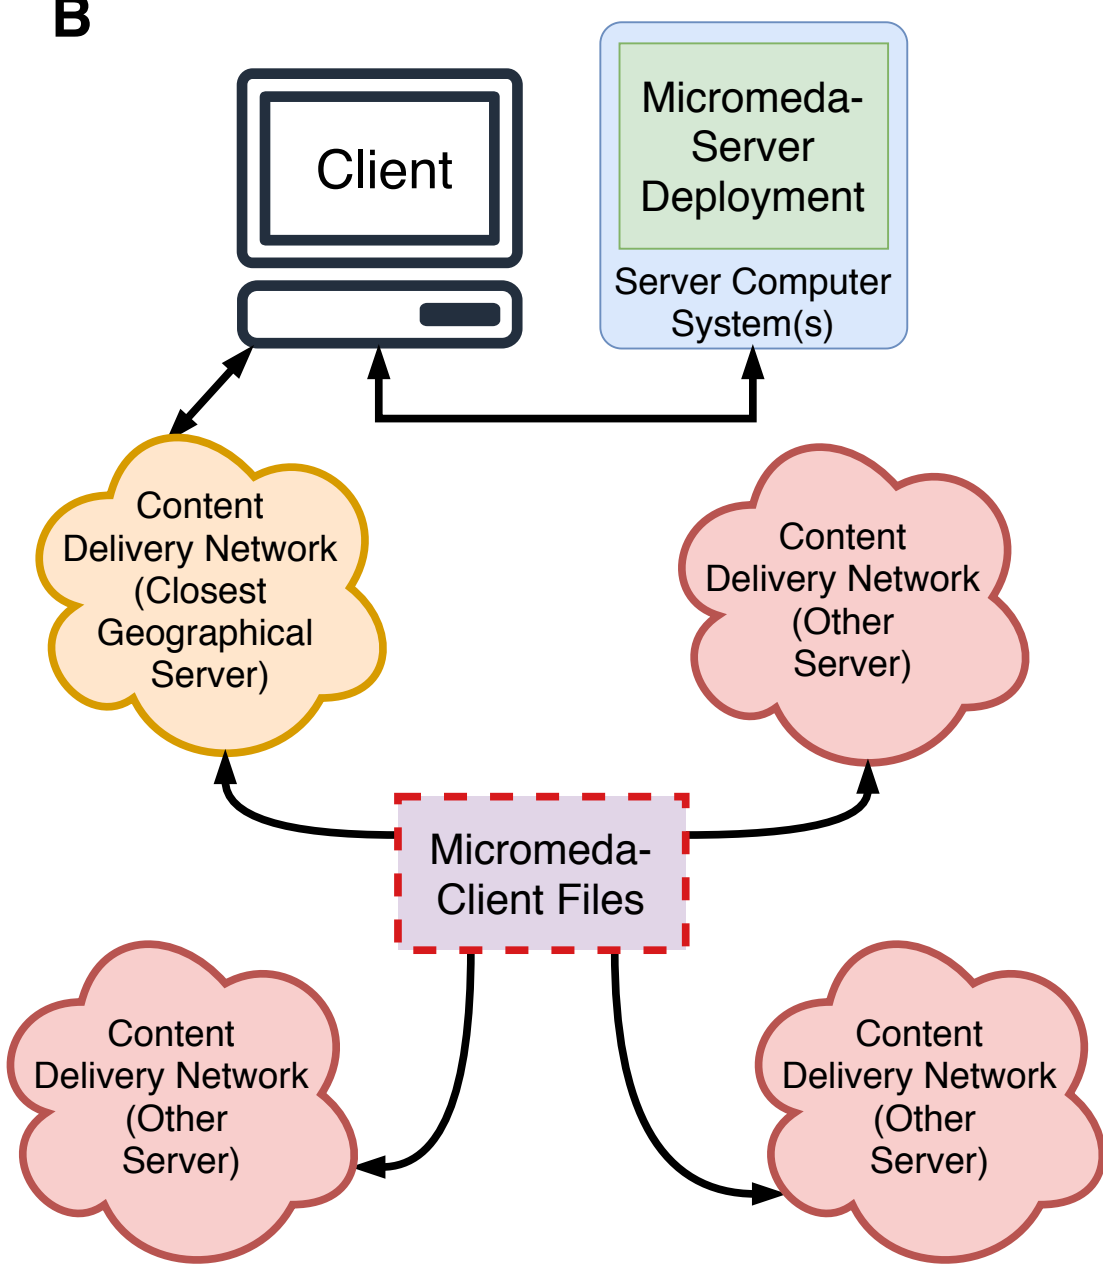 B
Client
Micromeda-
Server
Deployment
Server Computer
System(s)
Content
Delivery Network
(Closest
Geographical
Server)
Content
Delivery Network
(Other
Server)
Micromeda-
Client Files
Content
Delivery Network
(Other
Server)
Content
Delivery Network
(Other
Server)